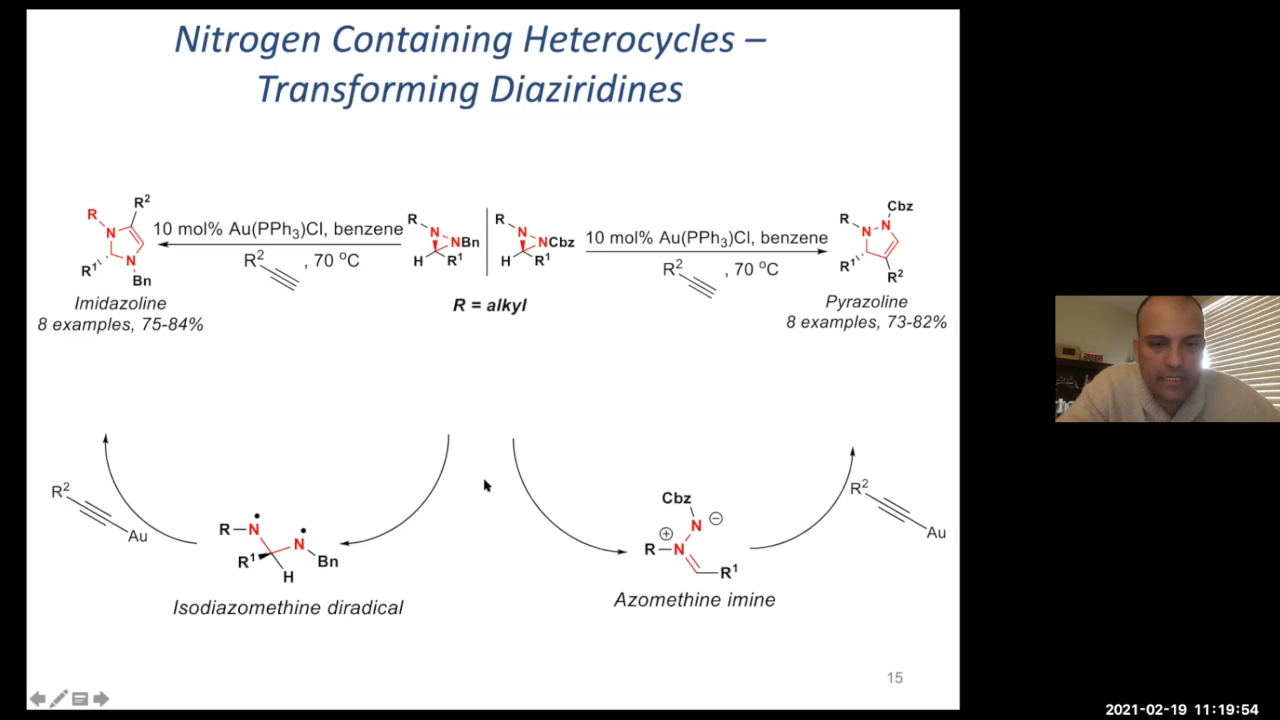 Nitrogen Containing Heterocycles –
Transforming Diaziridines
R
R²
N
R¹
N
Bn
Imidazoline
8 examples, 75-84%
10 mol% Au(PPh₃)Cl, benzene
R²
, 70 °C
R
N
NBn
H
R¹
R
N
NCbz
H
R¹
R = alkyl
10 mol% Au(PPh₃)Cl, benzene
R²
, 70 °C
Cbz
R
N
N
R¹
R²
Pyrazoline
8 examples, 73-82%
R²
Au
R
N
N
R¹
H
Bn
Isodiazomethine diradical
Cbz
N
R
N
R¹
Azomethine imine
R²
Au
15
2021-02-19 11:19:54